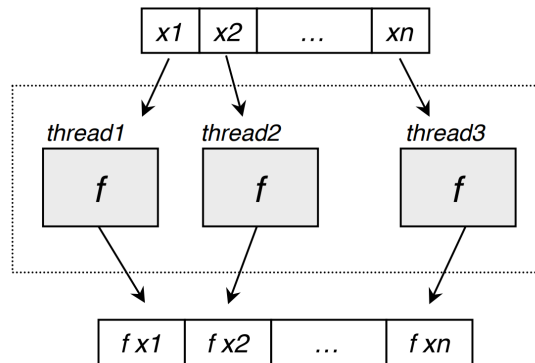 x1 x2 ... xn
thread1 thread2 thread3
f f f
f x1 f x2 ... f xn